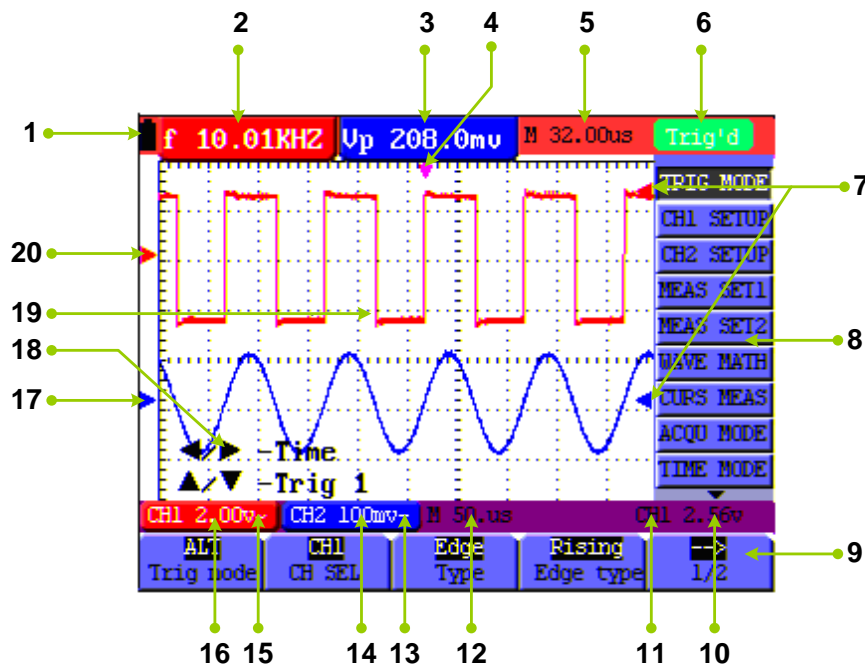 2 3 4 5 6
1
f 10.01KHZ Vp 208.0mv M 32.00us Trig'd
TRIG MODE
7
CH1 SETUP
20
CH2 SETUP
MEAS SET1
19
MEAS SET2
8
WAVE MATH
18
17
CURS MEAS
ACQU MODE
◀/▶ -Time
TIME MODE
▲/▼ -Trig 1
CH1 2.00v~ CH2 100mv~ M 50.us CH1 2.56v
ALT CH1 Edge Rising -->
9
Trig mode CH SEL Type Edge type 1/2
16 15 14 13 12 11 10